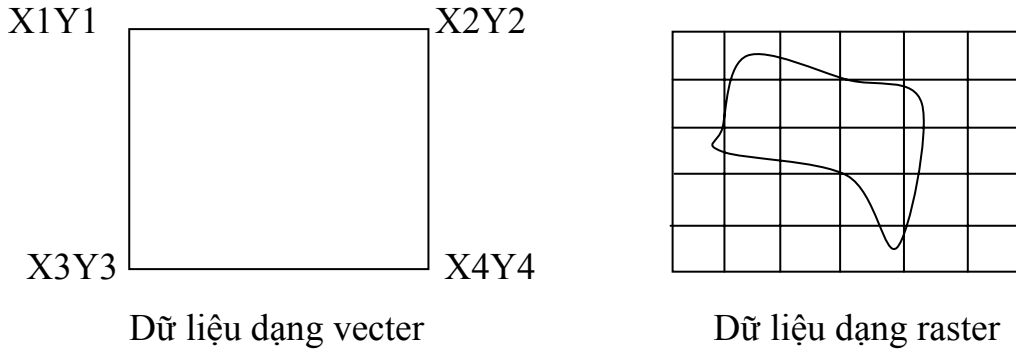 X1Y1 X2Y2
X3Y3 X4Y4
Dữ liệu dạng vecter Dữ liệu dạng raster